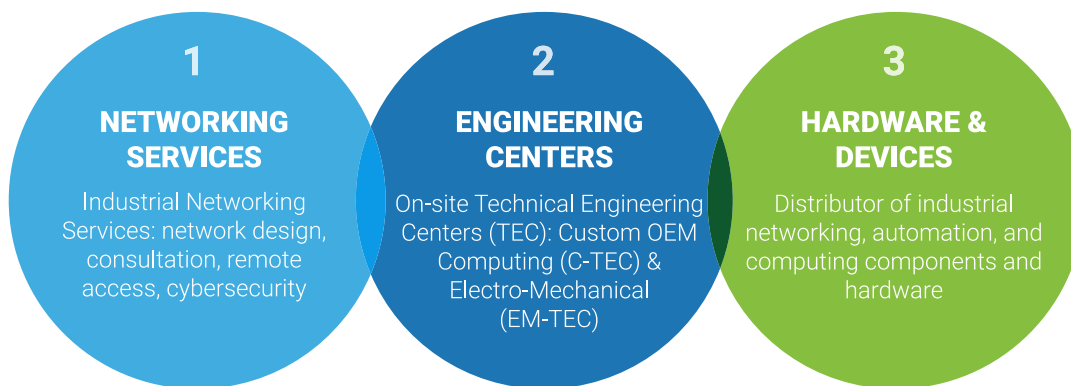 1
NETWORKING
SERVICES
Industrial Networking
Services: network design,
consultation, remote
access, cybersecurity
2
ENGINEERING
CENTERS
On-site Technical Engineering
Centers (TEC): Custom OEM
Computing (C-TEC) &
Electro-Mechanical
(EM-TEC)
3
HARDWARE &
DEVICES
Distributor of industrial
networking, automation, and
computing components and
hardware